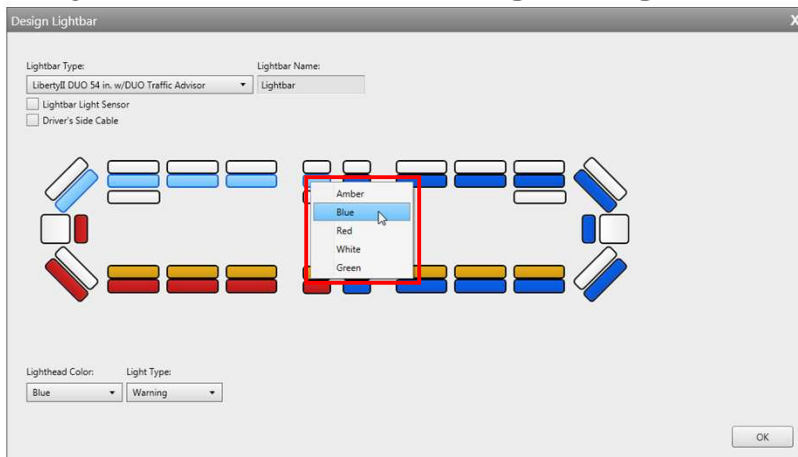 Design Lightbar
X
Lightbar Type:
Lightbar Name:
LibertyII DUO 54 in. w/DUO Traffic Advisor
Lightbar
Lightbar Light Sensor
Driver's Side Cable
Amber
Blue
Red
White
Green
Lighthead Color:
Light Type:
Blue
Warning
OK